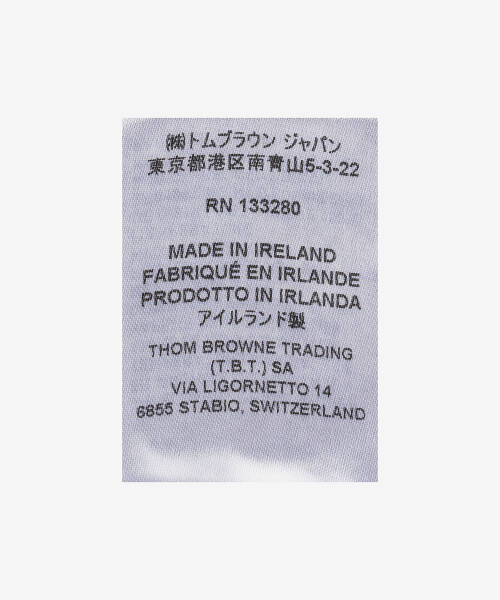 ㈱トムブラウン ジャパン
東京都港区南青山5-3-22
RN 133280
MADE IN IRELAND
FABRIQUÉ EN IRLANDE
PRODOTTO IN IRLANDA
アイルランド製
THOM BROWNE TRADING
(T.B.T.) SA
VIA LIGORNETTO 14
6855 STABIO, SWITZERLAND